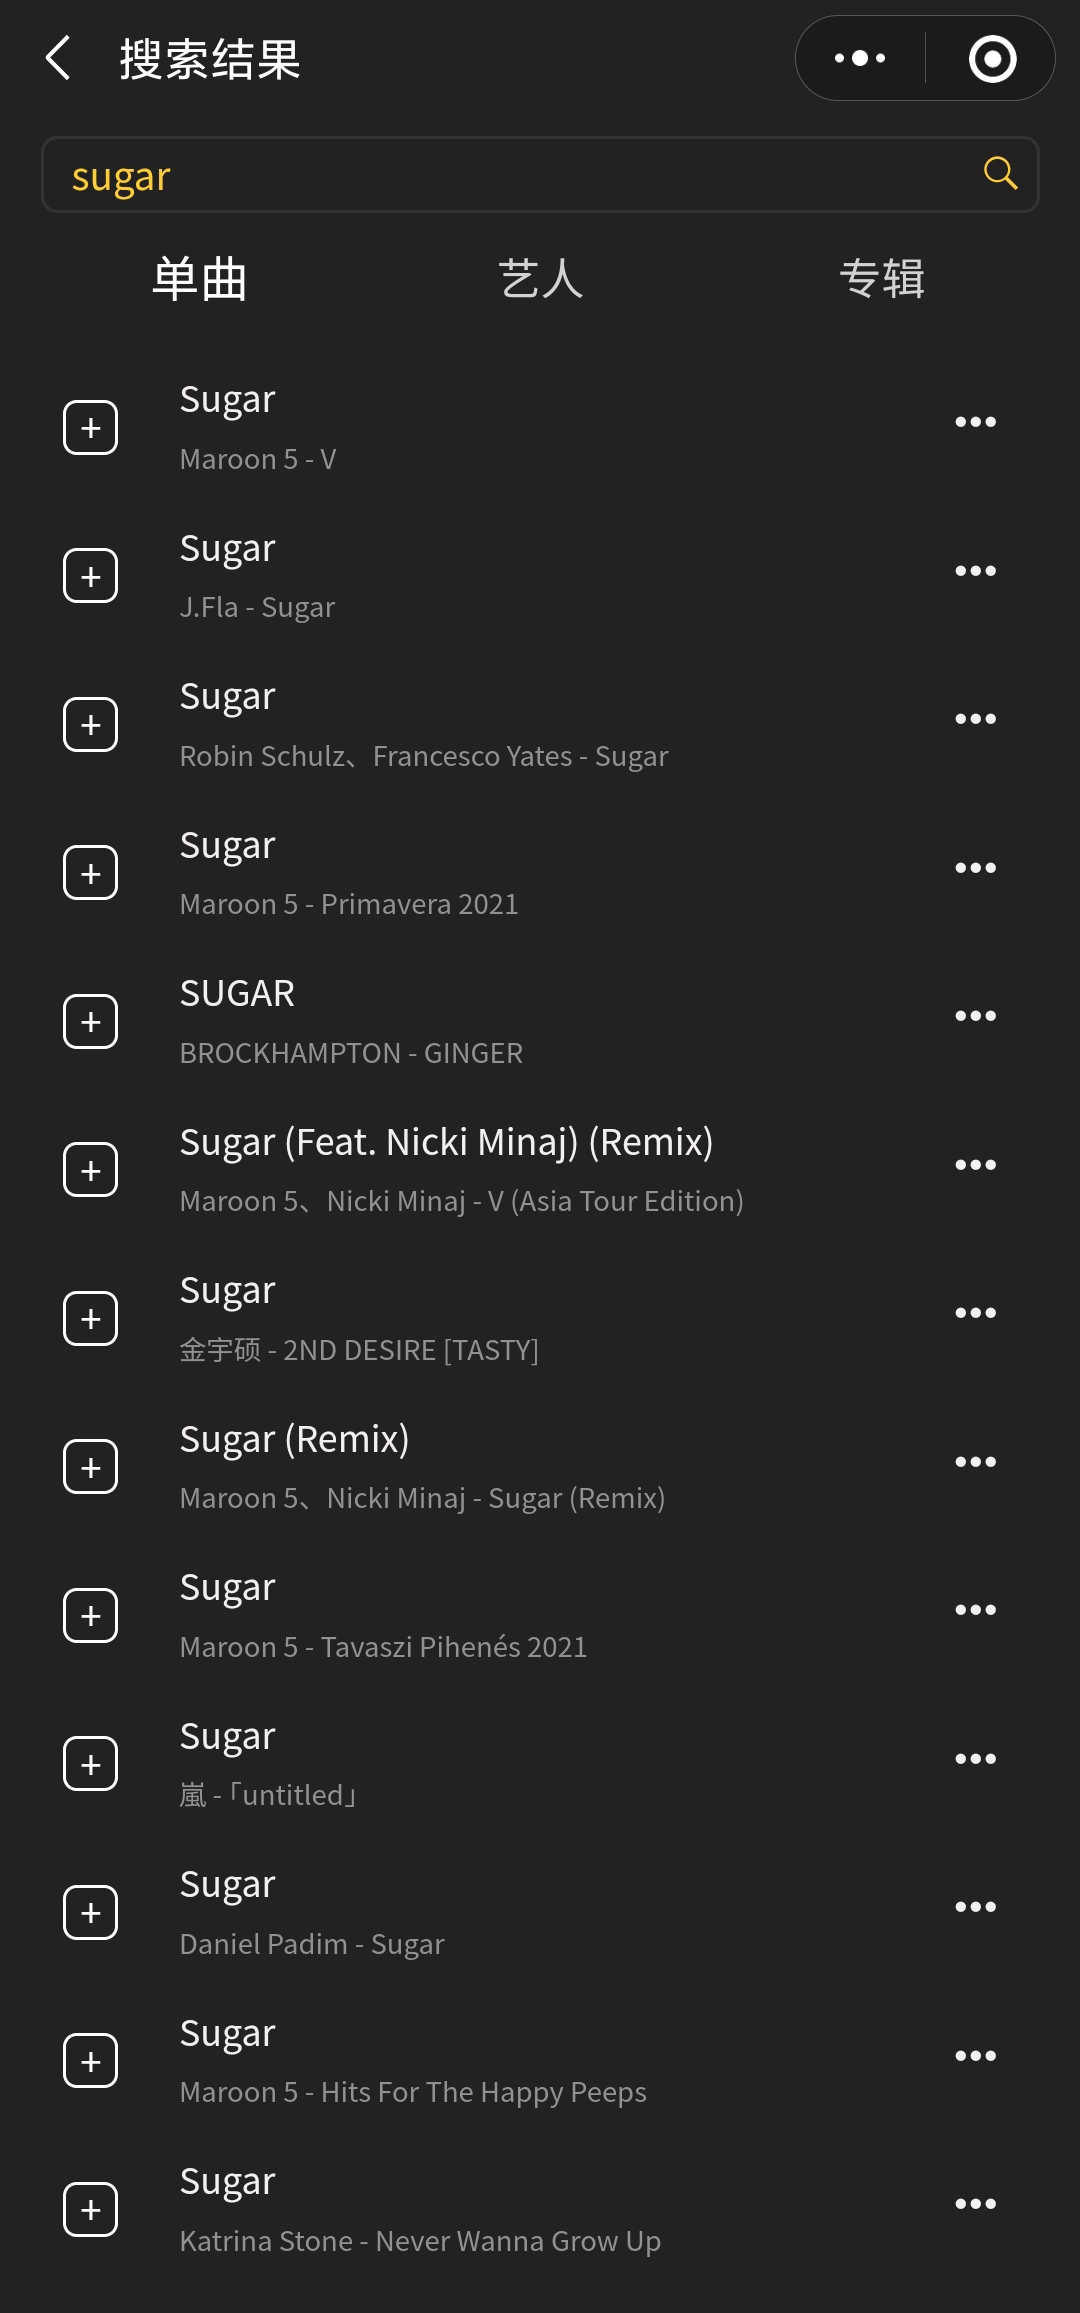 搜索结果
sugar
单曲 艺人 专辑
Sugar
Maroon 5 - V
Sugar
J.Fla - Sugar
Sugar
Robin Schulz、Francesco Yates - Sugar
Sugar
Maroon 5 - Primavera 2021
SUGAR
BROCKHAMPTON - GINGER
Sugar (Feat. Nicki Minaj) (Remix)
Maroon 5、Nicki Minaj - V (Asia Tour Edition)
Sugar
金宇硕 - 2ND DESIRE [TASTY]
Sugar (Remix)
Maroon 5、Nicki Minaj - Sugar (Remix)
Sugar
Maroon 5 - Tavaszi Pihenés 2021
Sugar
嵐 -「untitled」
Sugar
Daniel Padim - Sugar
Sugar
Maroon 5 - Hits For The Happy Peeps
Sugar
Katrina Stone - Never Wanna Grow Up